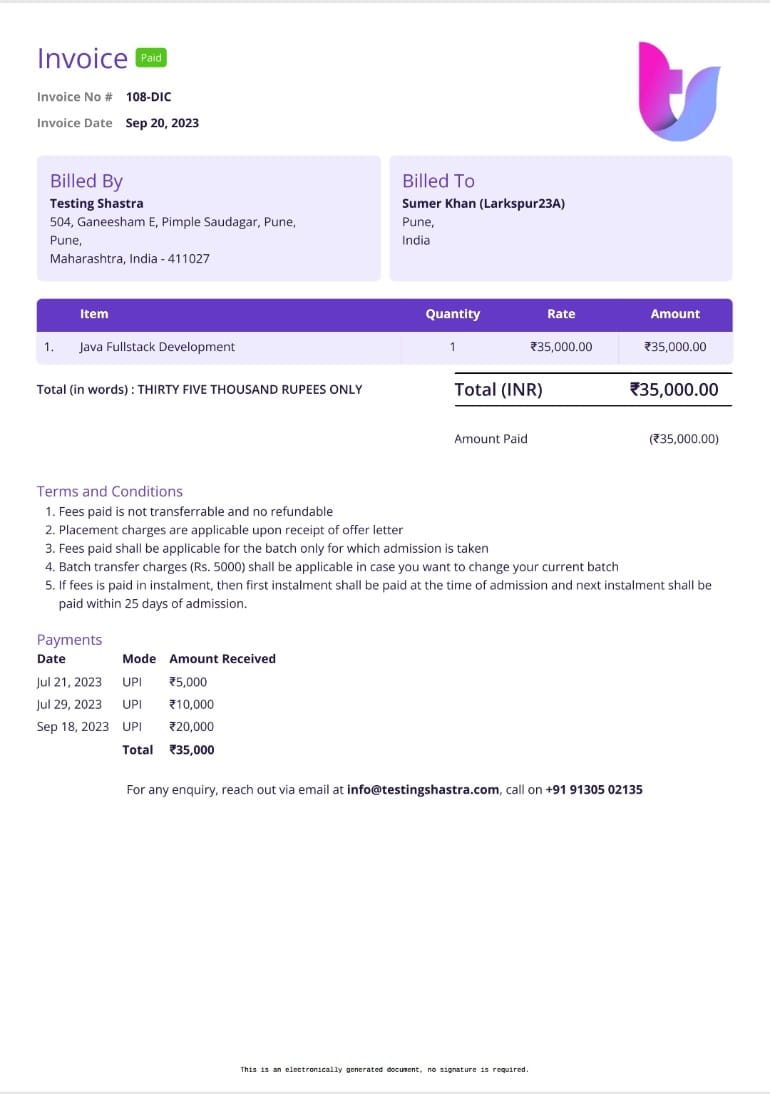 Invoice Paid
Invoice No # 108-DIC
Invoice Date Sep 20, 2023
Billed By
Testing Shastra
504, Ganeesham E, Pimple Saudagar, Pune,
Pune,
Maharashtra, India - 411027
Billed To
Sumer Khan (Larkspur23A)
Pune,
India
Item Quantity Rate Amount
1. Java Fullstack Development 1 ₹35,000.00 ₹35,000.00
Total (in words) : THIRTY FIVE THOUSAND RUPEES ONLY
Total (INR) ₹35,000.00
Amount Paid (₹35,000.00)
Terms and Conditions
1. Fees paid is not transferrable and no refundable
2. Placement charges are applicable upon receipt of offer letter
3. Fees paid shall be applicable for the batch only for which admission is taken
4. Batch transfer charges (Rs. 5000) shall be applicable in case you want to change your current batch
5. If fees is paid in instalment, then first instalment shall be paid at the time of admission and next instalment shall be
paid within 25 days of admission.
Payments
Date Mode Amount Received
Jul 21, 2023 UPI ₹5,000
Jul 29, 2023 UPI ₹10,000
Sep 18, 2023 UPI ₹20,000
Total ₹35,000
For any enquiry, reach out via email at info@testingshastra.com, call on +91 91305 02135
This is an electronically generated document, no signature is required.